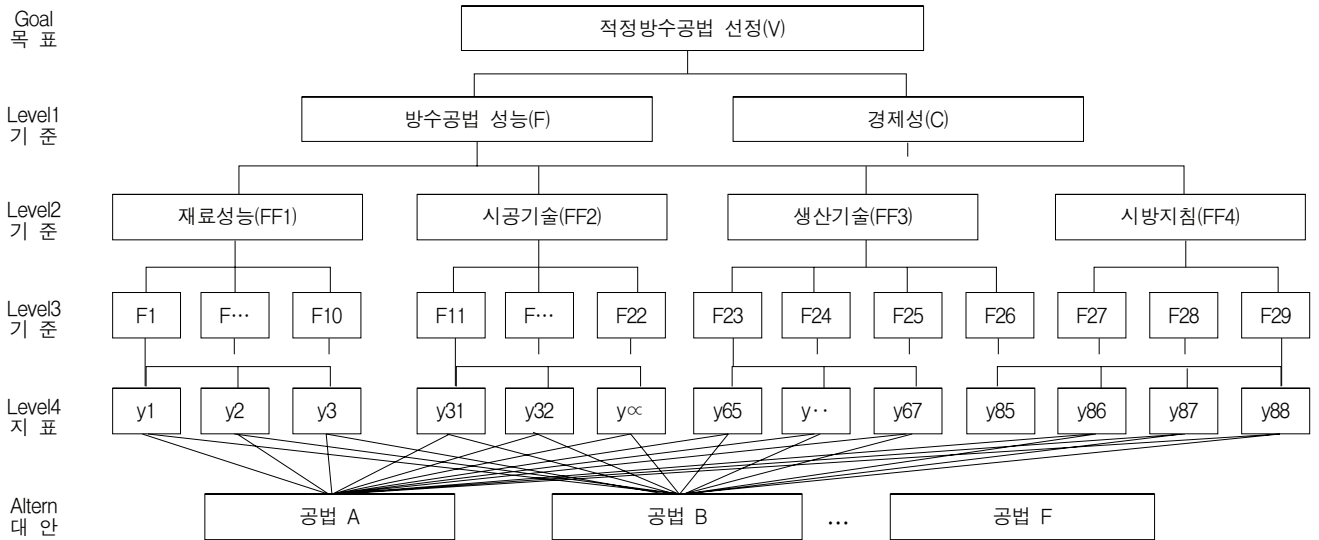 Goal
목 표
적정방수공법 선정(V)
Level1
기 준
방수공법 성능(F)
경제성(C)
Level2
기 준
재료성능(FF1)
시공기술(FF2)
생산기술(FF3)
시방지침(FF4)
Level3
기 준
F1
F⋯
F10
F11
F⋯
F22
F23
F24
F25
F26
F27
F28
F29
Level4
지 표
y1
y2
y3
y31
y32
y∝
y65
y‥
y67
y85
y86
y87
y88
Altern
대 안
공법 A
공법 B
...
공법 F